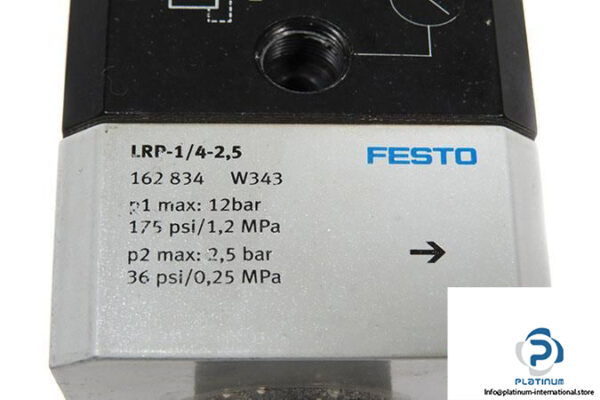 LRP-1/4-2,5
FESTO
162 834 W343
p1 max: 12bar
175 psi/1,2 MPa
p2 max: 2,5 bar
36 psi/0,25 MPa
PLATINUM
Info@platinum-international.store